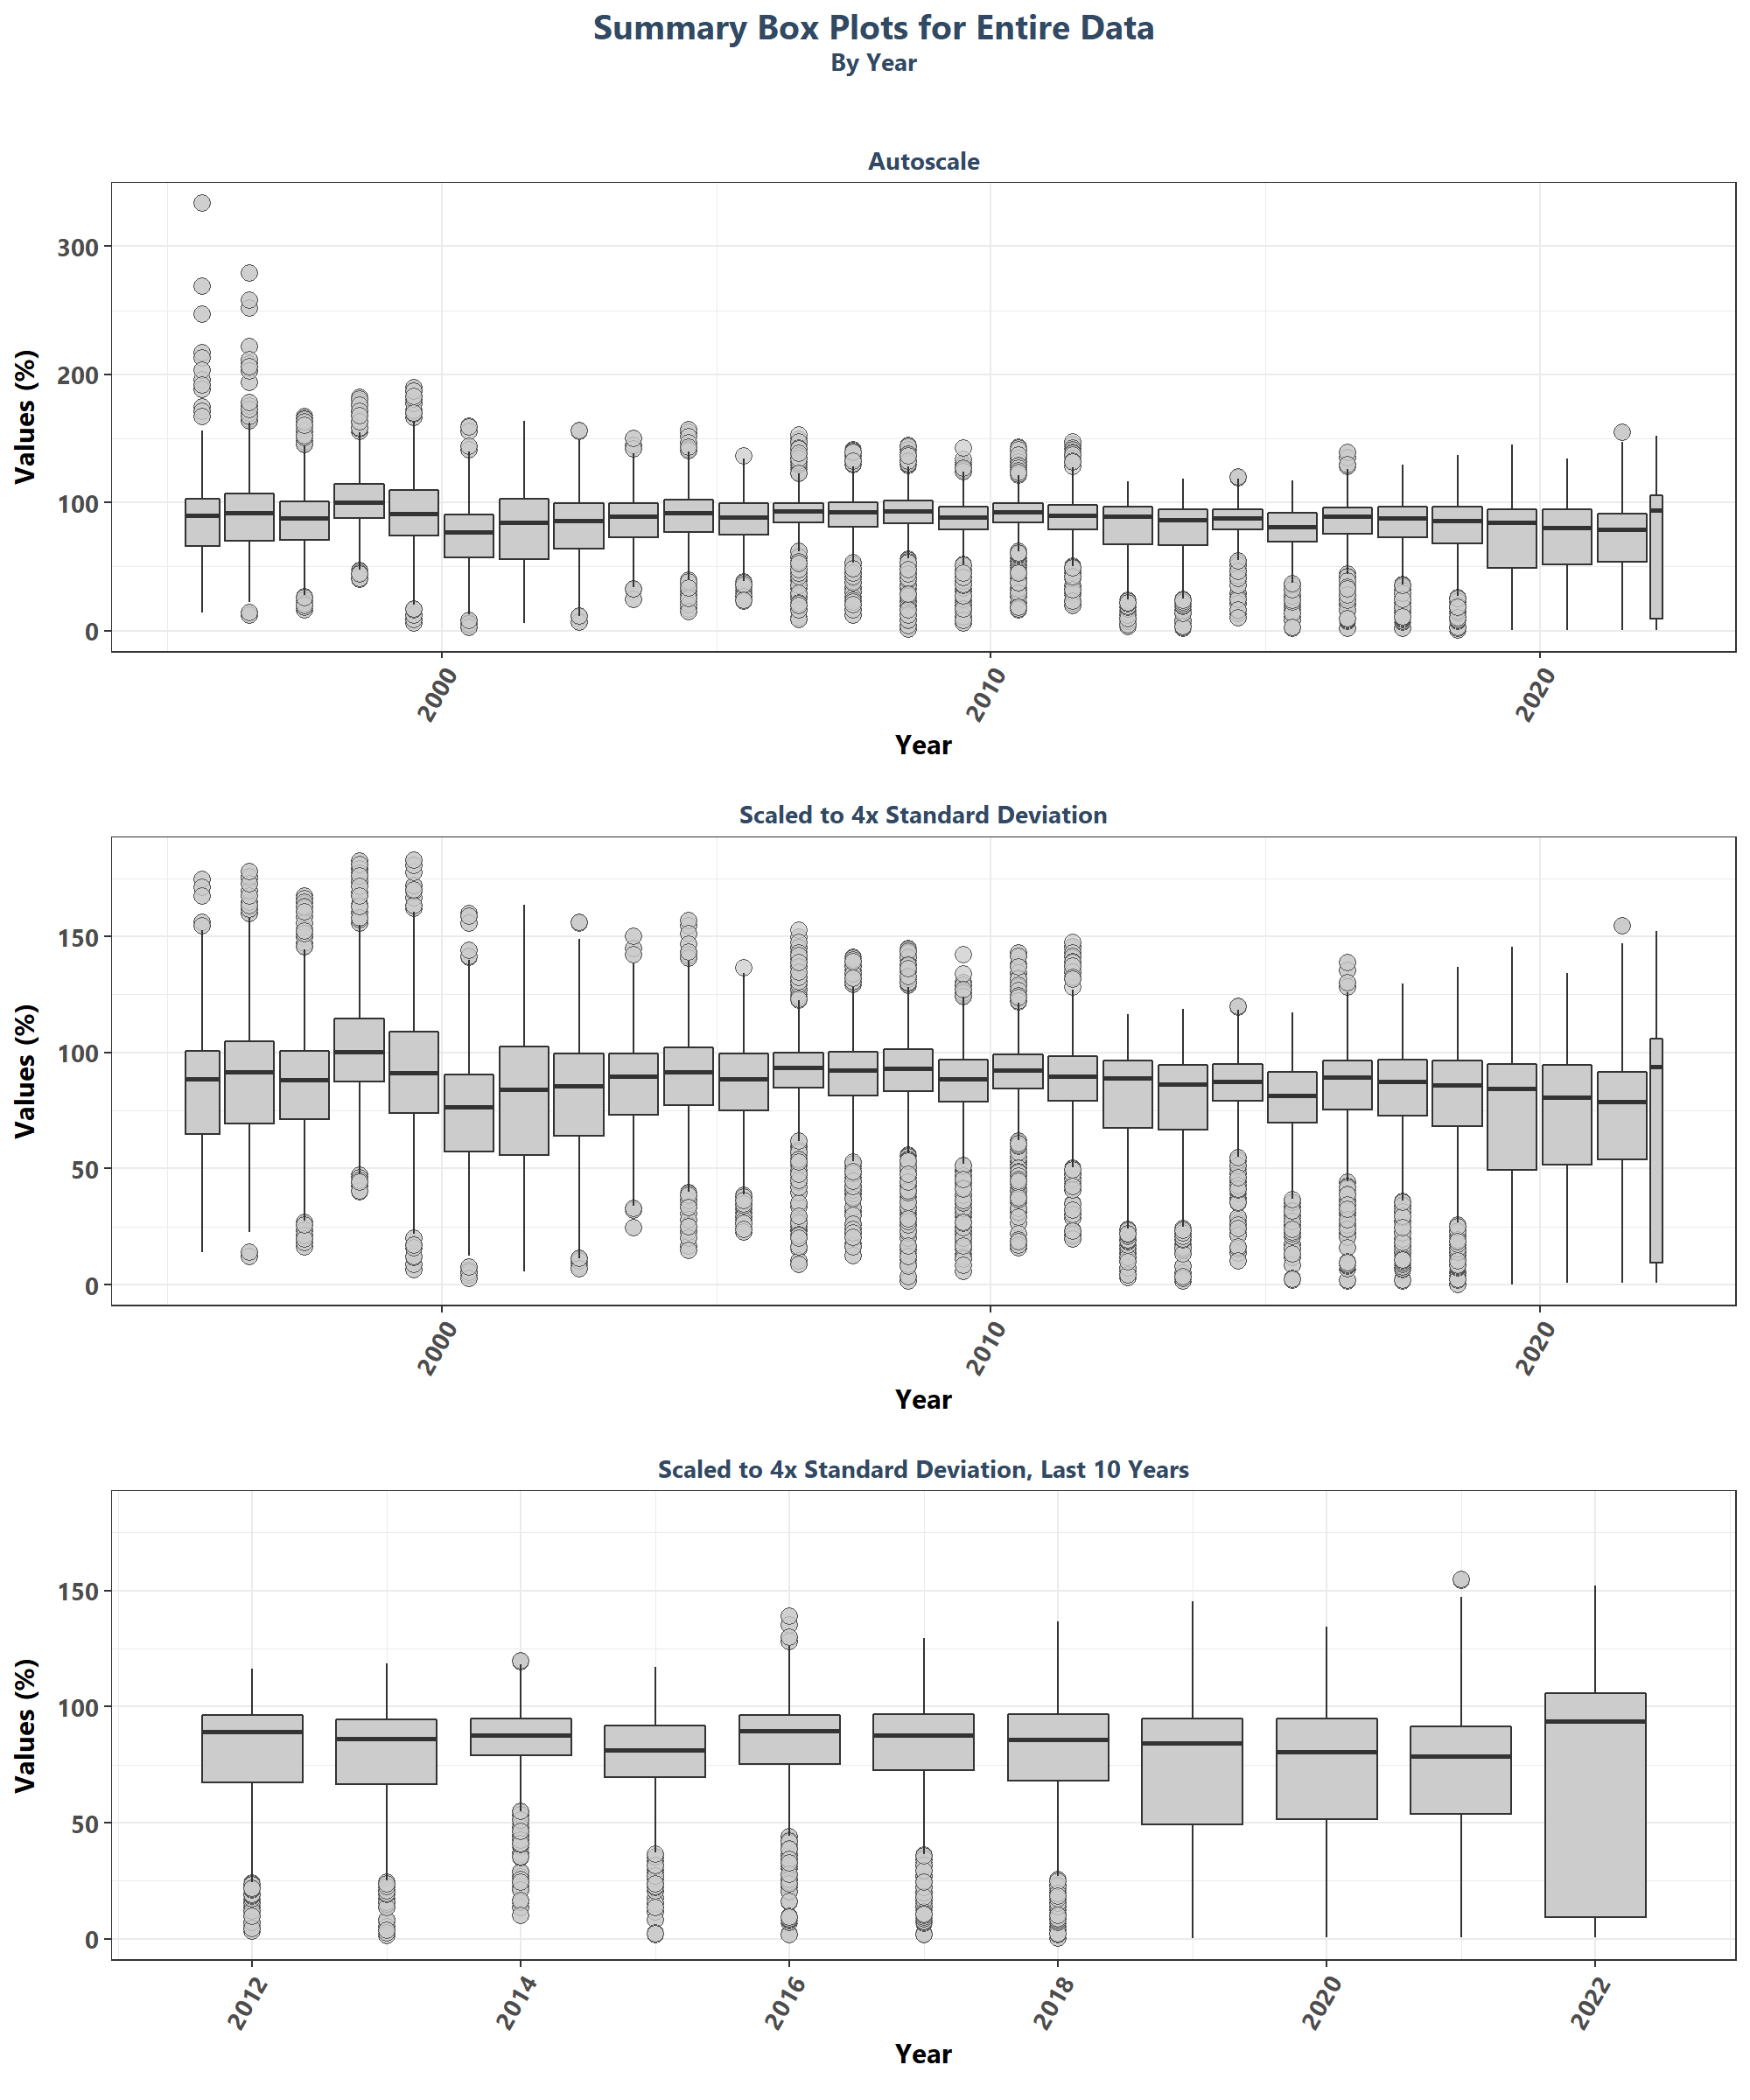 Summary Box Plots for Entire Data
By Year
Autoscale
Values (%)
300
200
100
0
2000
2010
2020
Year
Scaled to 4x Standard Deviation
Values (%)
150
100
50
0
2000
2010
2020
Year
Scaled to 4x Standard Deviation, Last 10 Years
Values (%)
150
100
50
0
2012
2014
2016
2018
2020
2022
Year